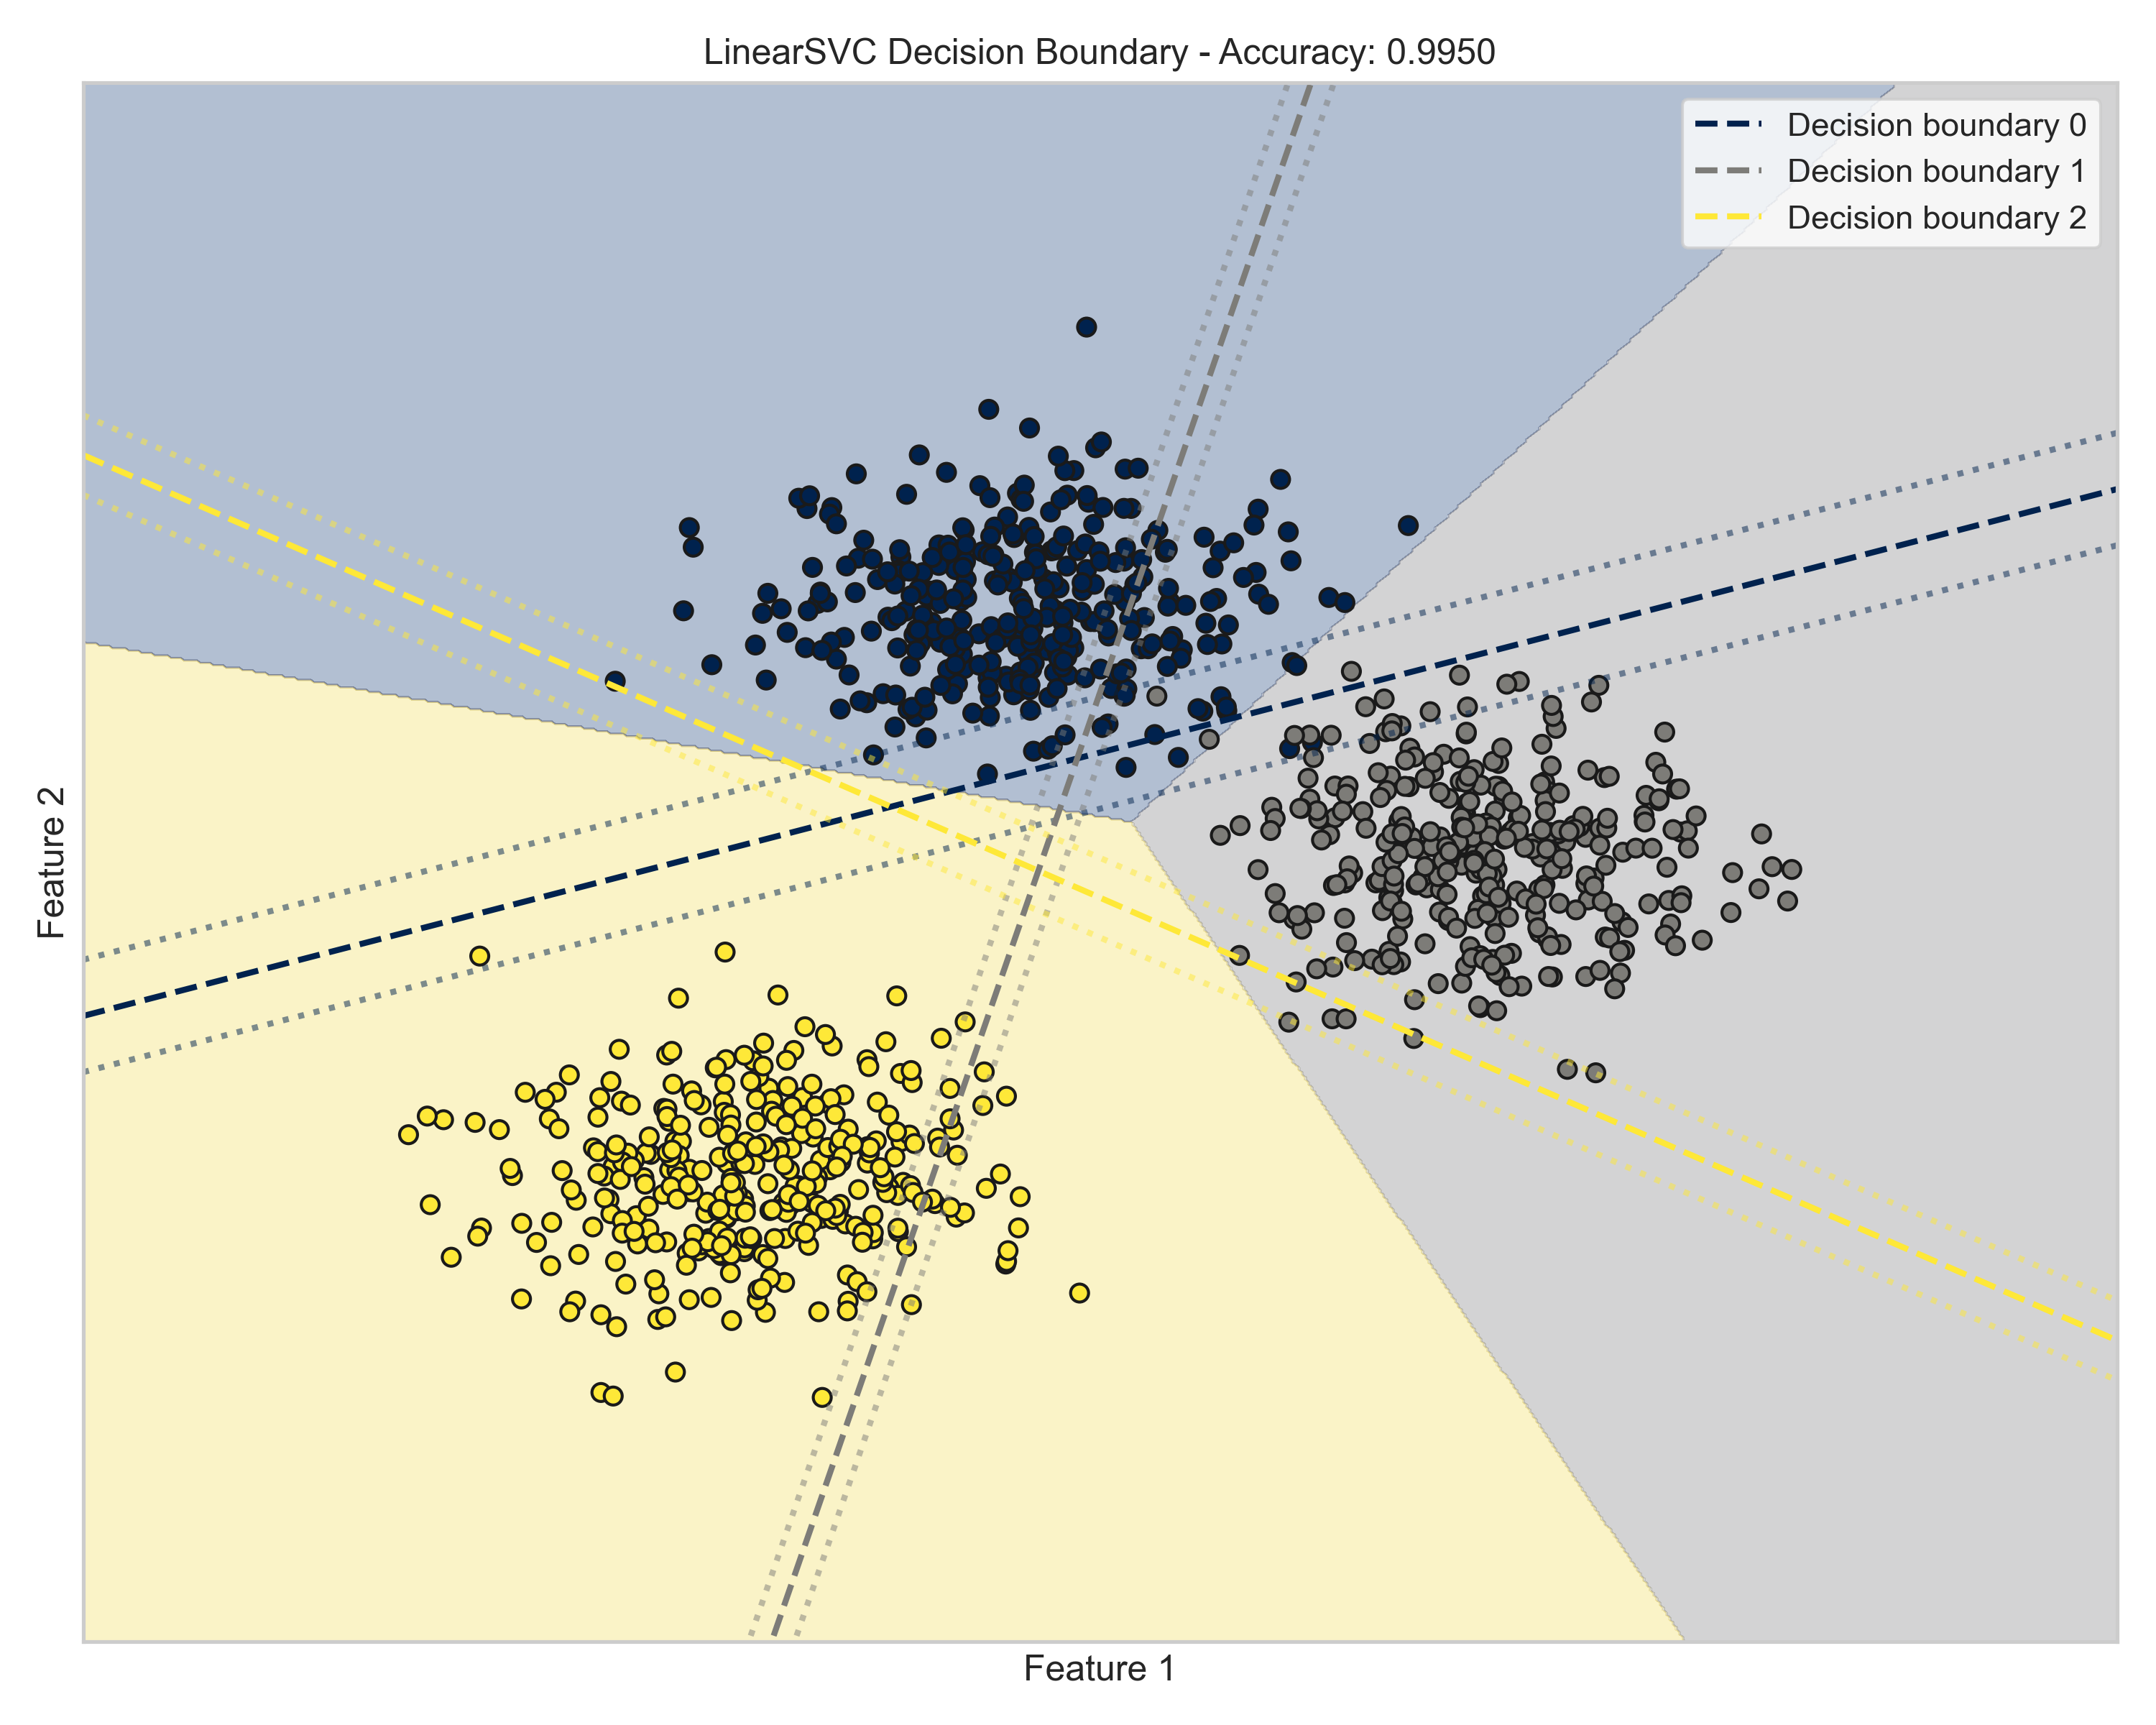 LinearSVC Decision Boundary - Accuracy: 0.9950
Decision boundary 0
Decision boundary 1
Decision boundary 2
Feature 2
Feature 1